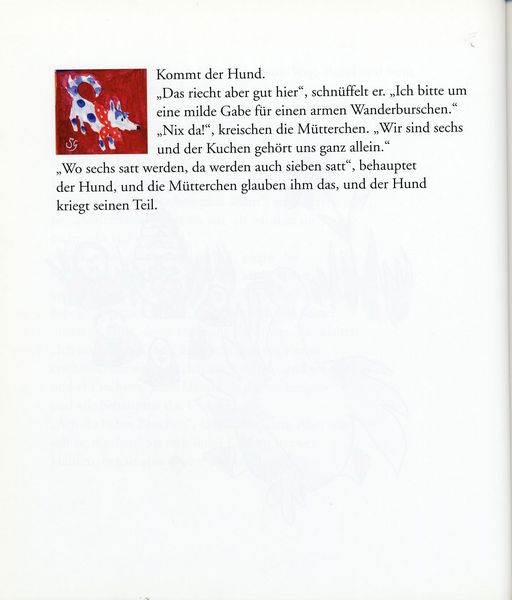 Kommt der Hund.
„Das riecht aber gut hier“, schnüffelt er. „Ich bitte um
eine milde Gabe für einen armen Wanderburschen.“
„Nix da!“, kreischen die Mütterchen. „Wir sind sechs
und der Kuchen gehört uns ganz allein.“
„Wo sechs satt werden, da werden auch sieben satt“, behauptet
der Hund, und die Mütterchen glauben ihm das, und der Hund
kriegt seinen Teil.
SG